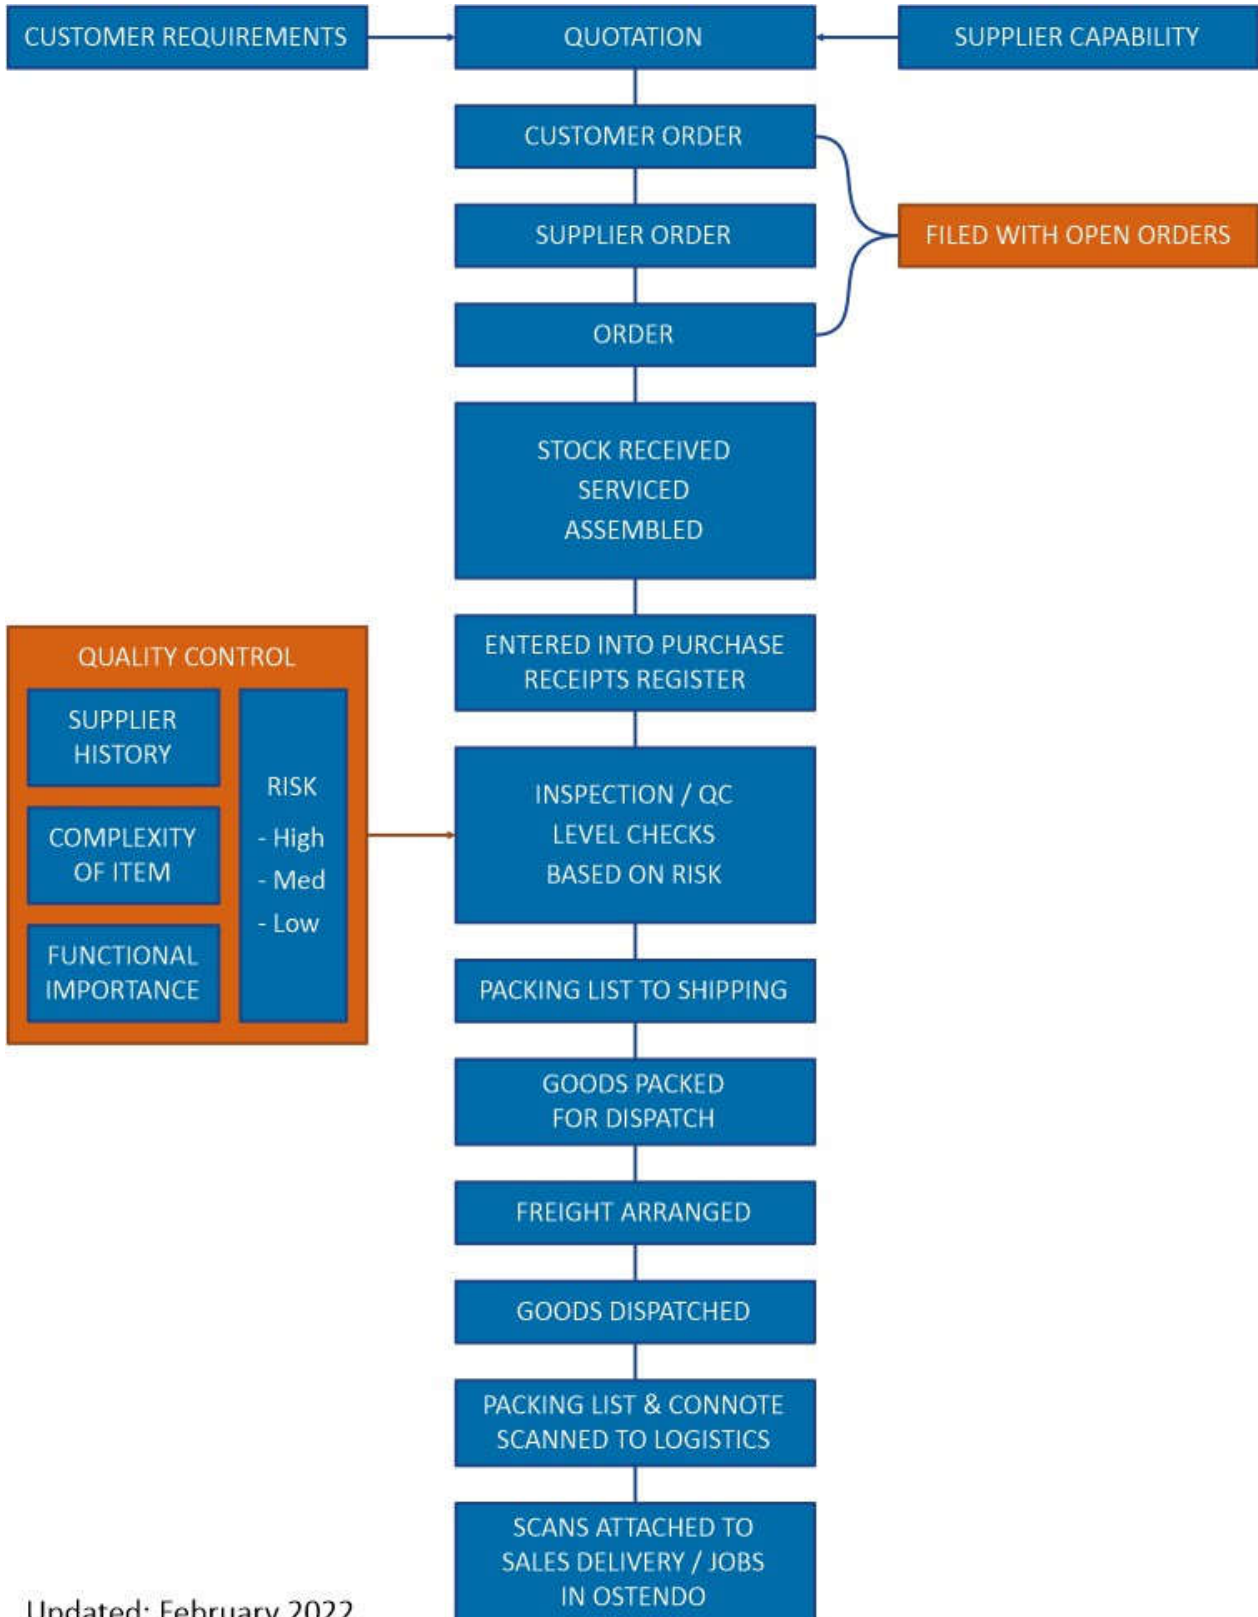 CUSTOMER REQUIREMENTS
QUOTATION
SUPPLIER CAPABILITY
CUSTOMER ORDER
SUPPLIER ORDER
FILED WITH OPEN ORDERS
ORDER
STOCK RECEIVED
SERVICED
ASSEMBLED
ENTERED INTO PURCHASE
RECEIPTS REGISTER
QUALITY CONTROL
SUPPLIER
HISTORY
COMPLEXITY
OF ITEM
FUNCTIONAL
IMPORTANCE
RISK
- High
- Med
- Low
INSPECTION / QC
LEVEL CHECKS
BASED ON RISK
PACKING LIST TO SHIPPING
GOODS PACKED
FOR DISPATCH
FREIGHT ARRANGED
GOODS DISPATCHED
PACKING LIST & CONNOTE
SCANNED TO LOGISTICS
SCANS ATTACHED TO
SALES DELIVERY / JOBS
IN OSTENDO
Updated: February 2022